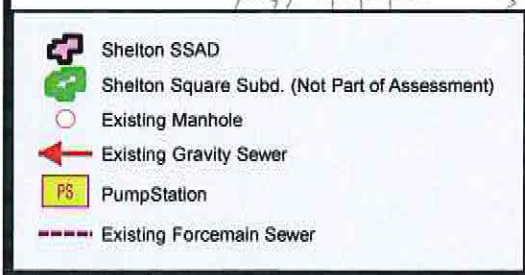 Shelton SSAD
Shelton Square Subd. (Not Part of Assessment)
Existing Manhole
Existing Gravity Sewer
PS PumpStation
Existing Forcemain Sewer